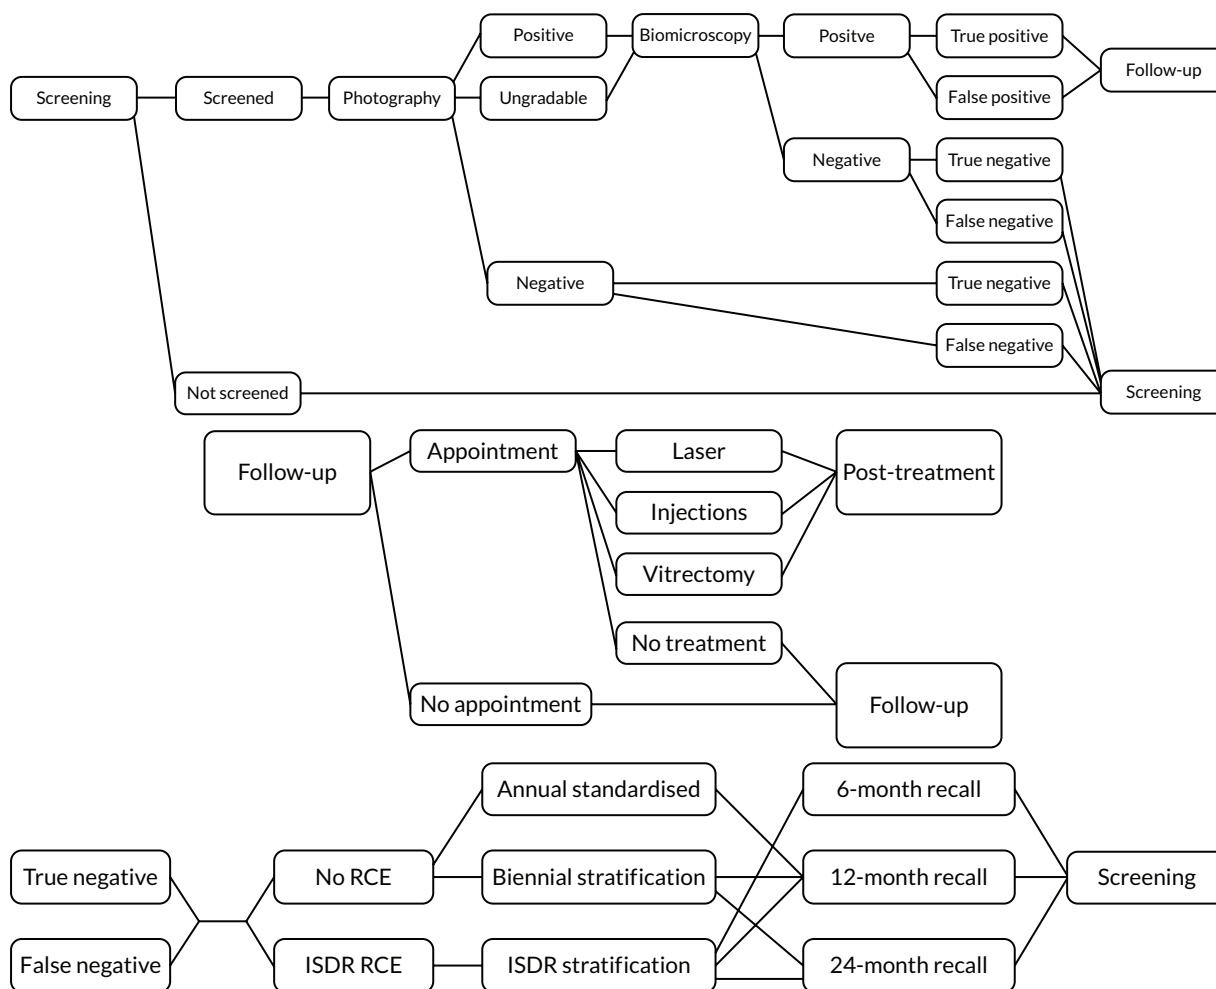 Positive
Biomicroscopy
Positve
True positive
Follow-up
Screening
Screened
Photography
Ungradable
False positive
Negative
True negative
False negative
Negative
True negative
False negative
Not screened
Screening
Follow-up
Appointment
Laser
Post-treatment
Injections
Vitrectomy
No treatment
No appointment
Follow-up
Annual standardised
6-month recall
True negative
No RCE
Biennial stratification
12-month recall
Screening
False negative
ISDR RCE
ISDR stratification
24-month recall